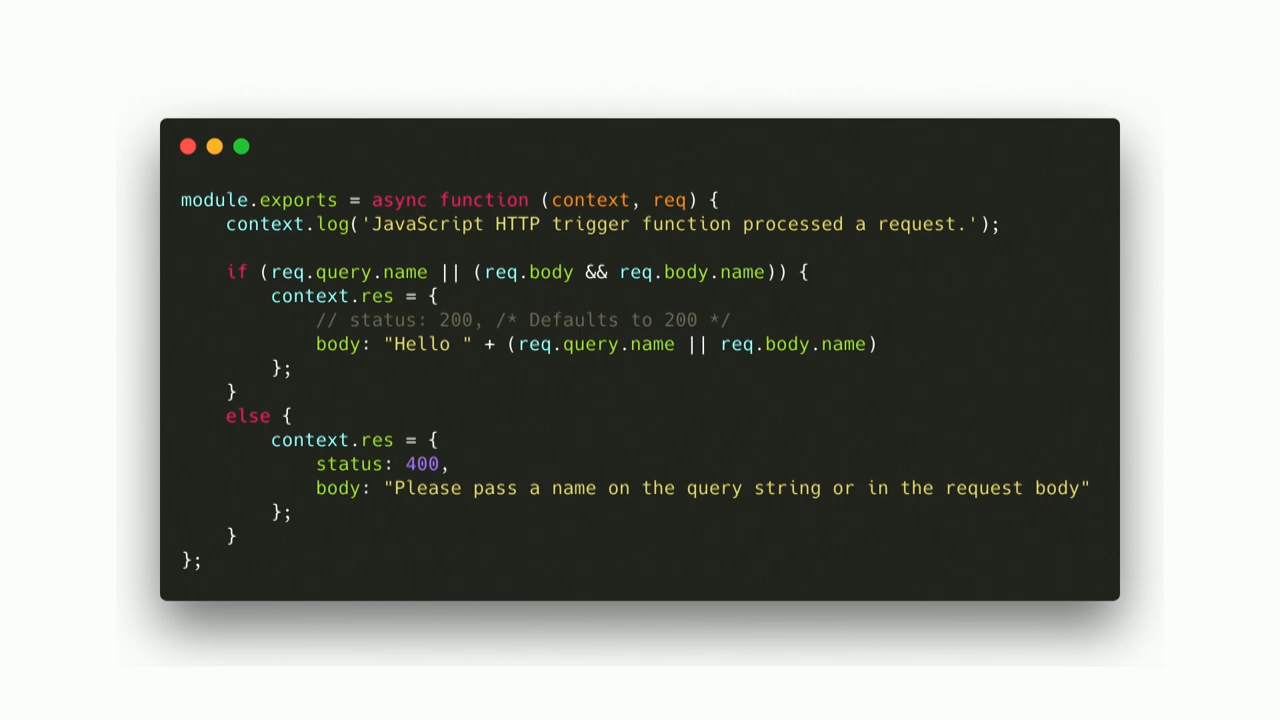 module.exports = async function (context, req) {
    context.log('JavaScript HTTP trigger function processed a request.');
    if (req.query.name || (req.body && req.body.name)) {
        context.res = {
            // status: 200, /* Defaults to 200 */
            body: "Hello " + (req.query.name || req.body.name)
        };
    }
    else {
        context.res = {
            status: 400,
            body: "Please pass a name on the query string or in the request body"
        };
    }
};